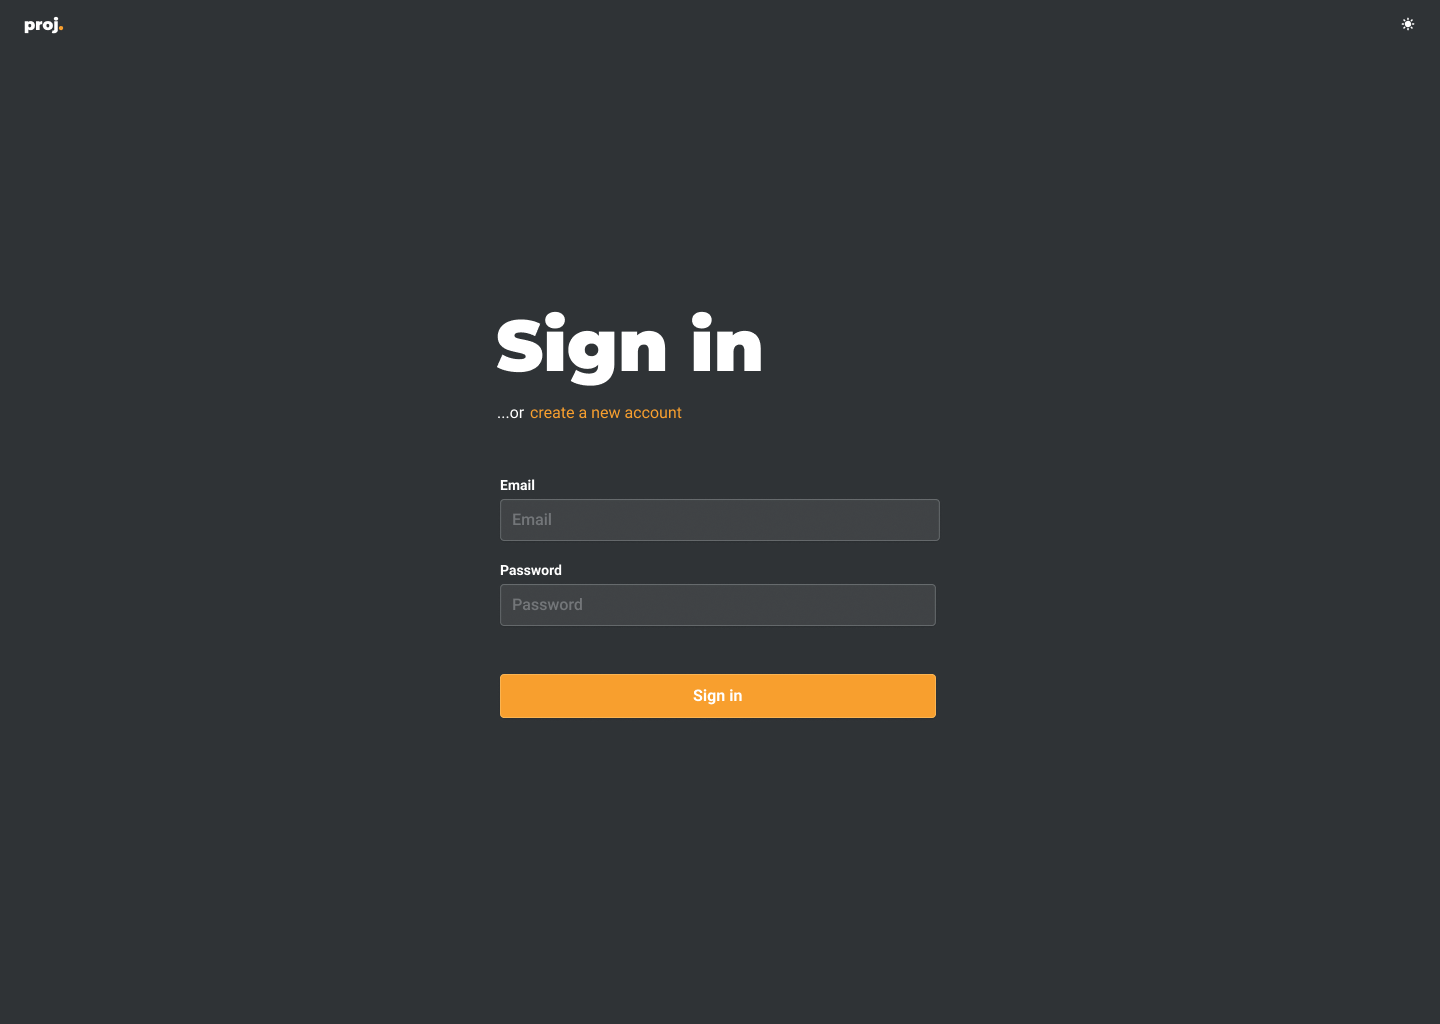 proj.
Sign in
...or create a new account
Email
Email
Password
Password
Sign in